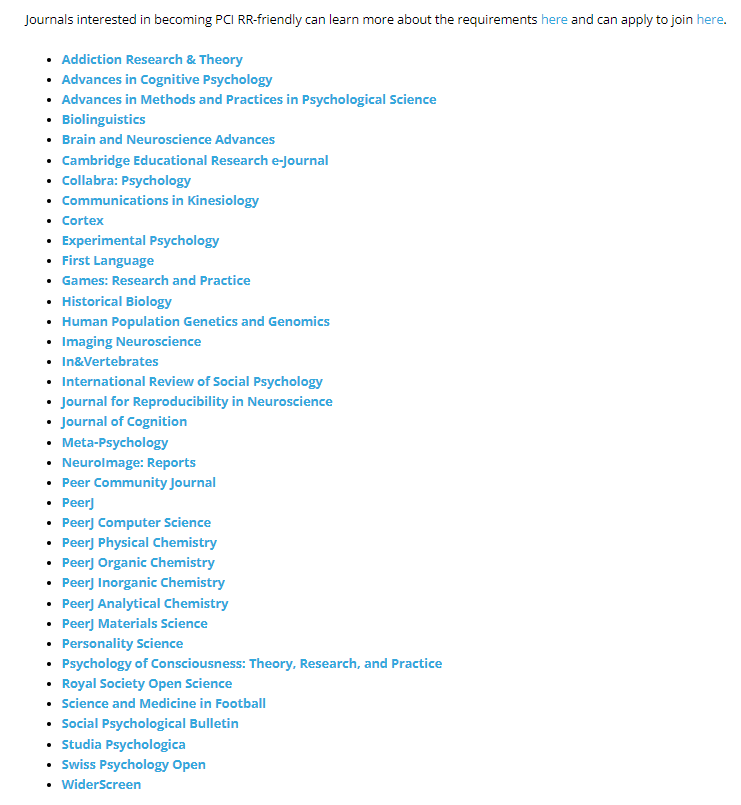 Journals interested in becoming PCI RR-friendly can learn more about the requirements here and can apply to join here.
• Addiction Research & Theory
• Advances in Cognitive Psychology
• Advances in Methods and Practices in Psychological Science
• Biolinguistics
• Brain and Neuroscience Advances
• Cambridge Educational Research e-Journal
• Collabra: Psychology
• Communications in Kinesiology
• Cortex
• Experimental Psychology
• First Language
• Games: Research and Practice
• Historical Biology
• Human Population Genetics and Genomics
• Imaging Neuroscience
• In&Vertebrates
• International Review of Social Psychology
• Journal for Reproducibility in Neuroscience
• Journal of Cognition
• Meta-Psychology
• NeuroImage: Reports
• Peer Community Journal
• PeerJ
• PeerJ Computer Science
• PeerJ Physical Chemistry
• PeerJ Organic Chemistry
• PeerJ Inorganic Chemistry
• PeerJ Analytical Chemistry
• PeerJ Materials Science
• Personality Science
• Psychology of Consciousness: Theory, Research, and Practice
• Royal Society Open Science
• Science and Medicine in Football
• Social Psychological Bulletin
• Studia Psychologica
• Swiss Psychology Open
• WiderScreen